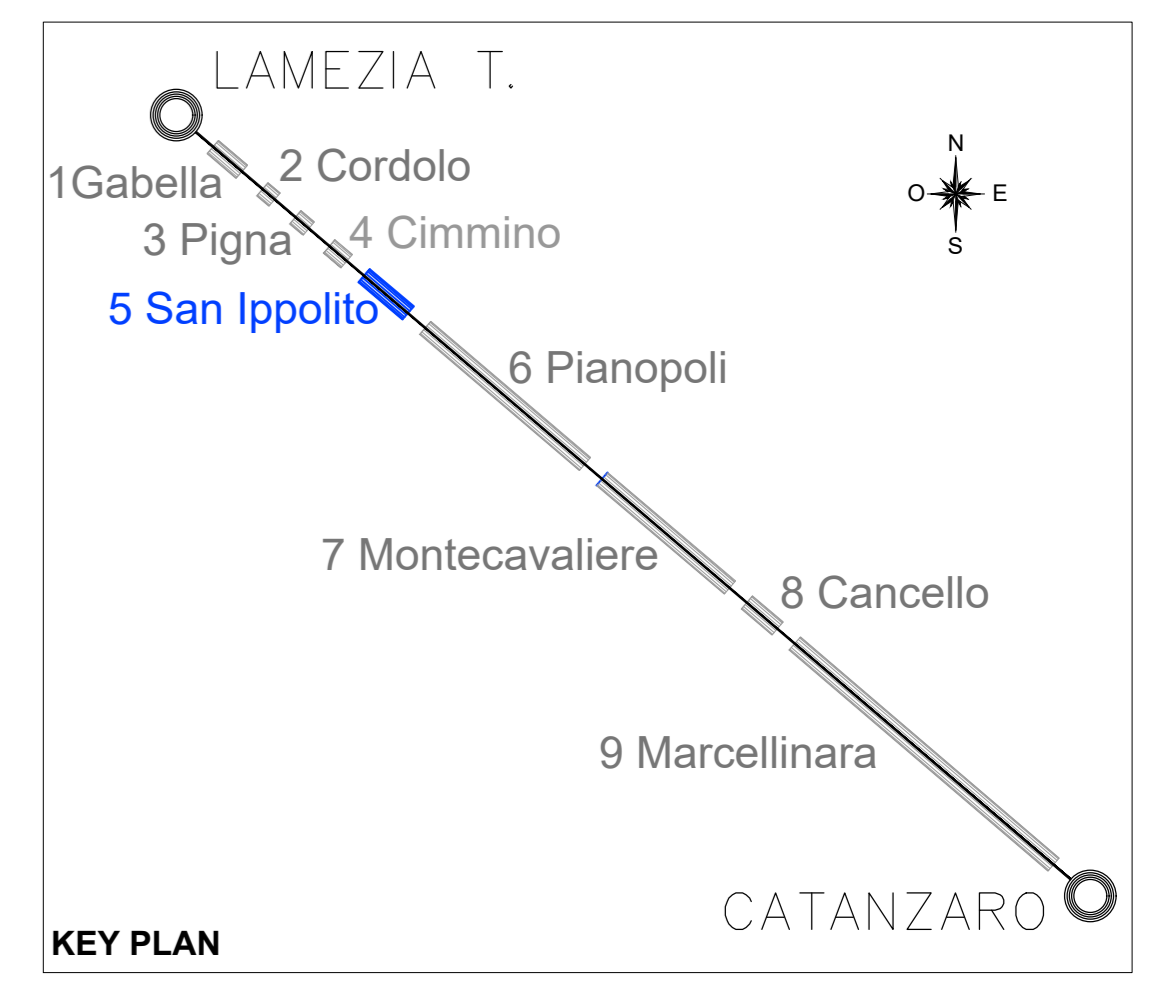 LAMEZIA T.
N
2 Cordolo
1Gabella
O E
3 Pigna
4 Cimmino
S
5 San Ippolito
6 Pianopoli
7 Montecavaliere
8 Cancello
9 Marcellinara
CATANZARO
KEY PLAN